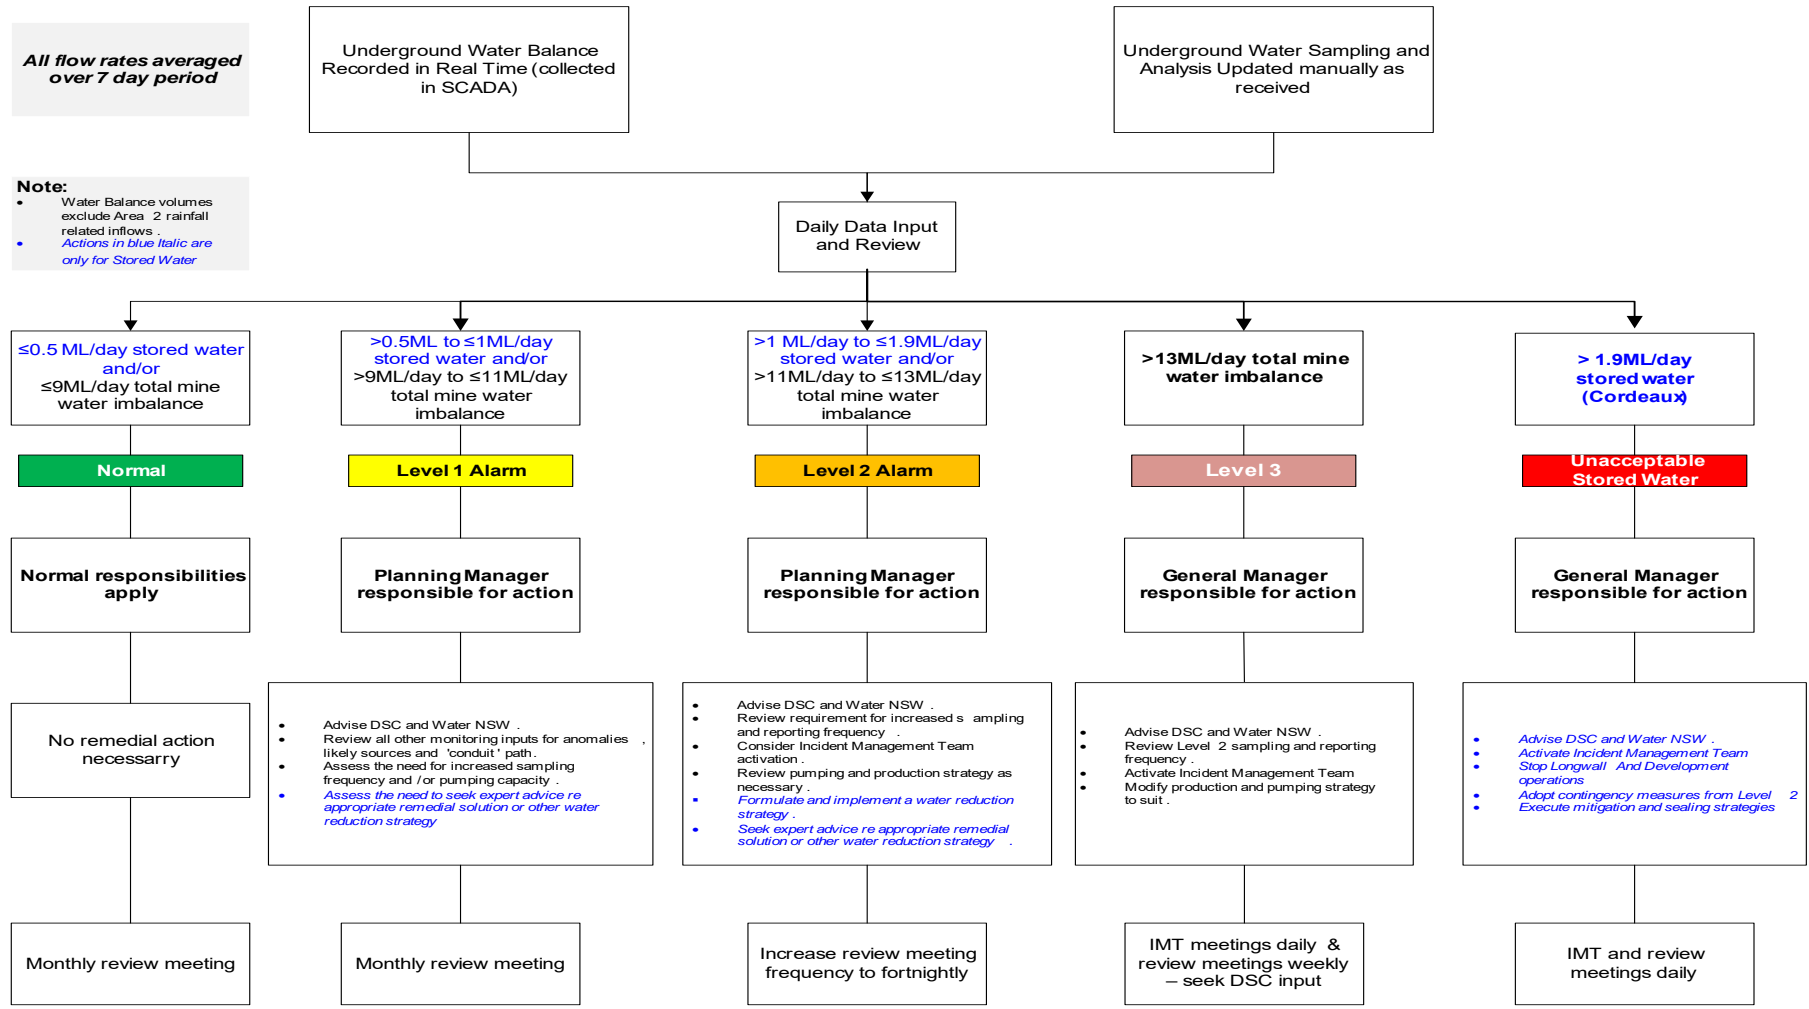 All flow rates averaged
over 7 day period
Underground Water Balance
Recorded in Real Time (collected
in SCADA)
Underground Water Sampling and
Analysis Updated manually as
received
Note:
• Water Balance volumes
exclude Area 2 rainfall
related inflows .
• Actions in blue Italic are
only for Stored Water
Daily Data Input
and Review
≤0.5 ML/day stored water
and/or
≤9ML/day total mine
water imbalance
>0.5ML to ≤1ML/day
stored water and/or
>9ML/day to ≤11ML/day
total mine water
imbalance
>1 ML/day to ≤1.9ML/day
stored water and/or
>11ML/day to ≤13ML/day
total mine water
imbalance
>13ML/day total mine
water imbalance
> 1.9ML/day
stored water
(Cordeaux)
Normal
Level 1 Alarm
Level 2 Alarm
Level 3
Unacceptable
Stored Water
Normal responsibilities
apply
Planning Manager
responsible for action
Planning Manager
responsible for action
General Manager
responsible for action
General Manager
responsible for action
No remedial action
necessarry
• Advise DSC and Water NSW .
• Review all other monitoring inputs for anomalies ,
likely sources and 'conduit' path.
• Assess the need for increased sampling
frequency and /or pumping capacity .
• Assess the need to seek expert advice re
appropriate remedial solution or other water
reduction strategy
• Advise DSC and Water NSW .
• Review requirement for increased s ampling
and reporting frequency .
• Consider Incident Management Team
activation .
• Review pumping and production strategy as
necessary .
▪ Formulate and implement a water reduction
strategy .
• Seek expert advice re appropriate remedial
solution or other water reduction strategy .
• Advise DSC and Water NSW .
• Review Level 2 sampling and reporting
frequency .
• Activate Incident Management Team
• Modify production and pumping strategy
to suit .
• Advise DSC and Water NSW .
• Activate Incident Management Team
• Stop Longwall And Development
operations
• Adopt contingency measures from Level 2
• Execute mitigation and sealing strategies
Monthly review meeting
Monthly review meeting
Increase review meeting
frequency to fortnightly
IMT meetings daily &
review meetings weekly
– seek DSC input
IMT and review
meetings daily